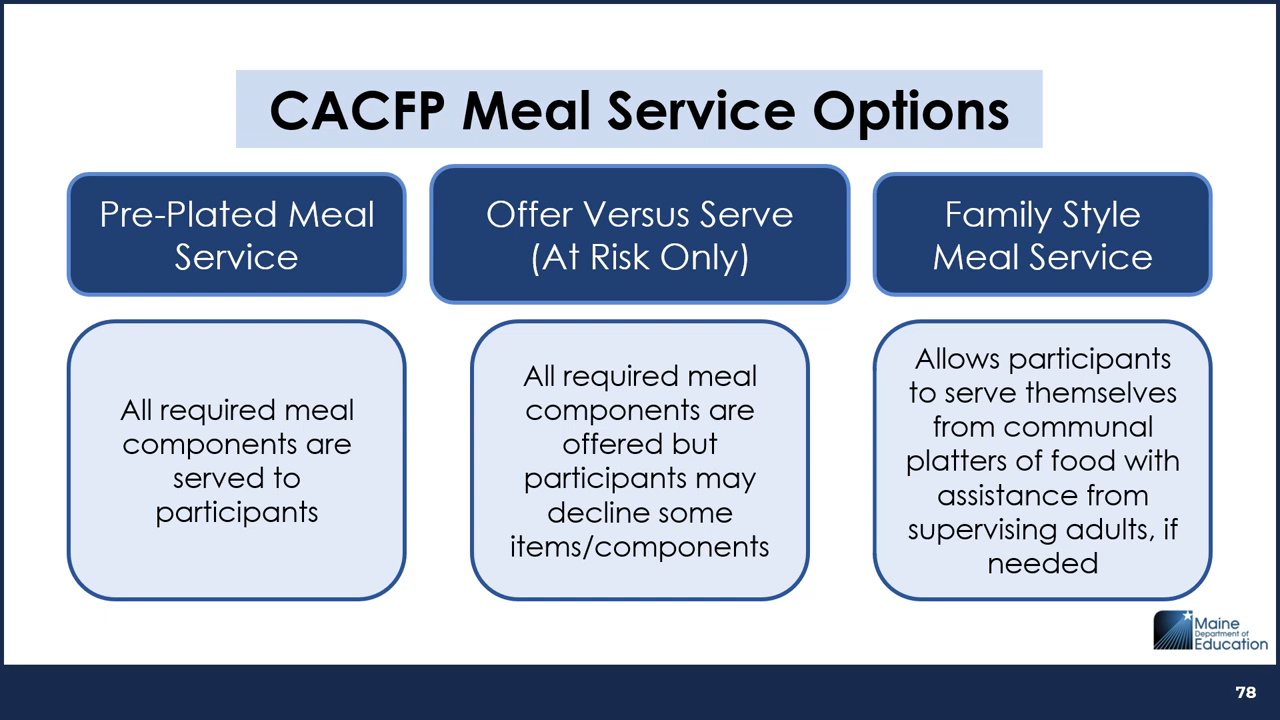 CACFP Meal Service Options
Pre-Plated Meal
Service
All required meal
components are
served to
participants
Offer Versus Serve
(At Risk Only)
All required meal
components are
offered but
participants may
decline some
items/components
Family Style
Meal Service
Allows participants
to serve themselves
from communal
platters of food with
assistance from
supervising adults, if
needed
Maine
Department of
Education
78